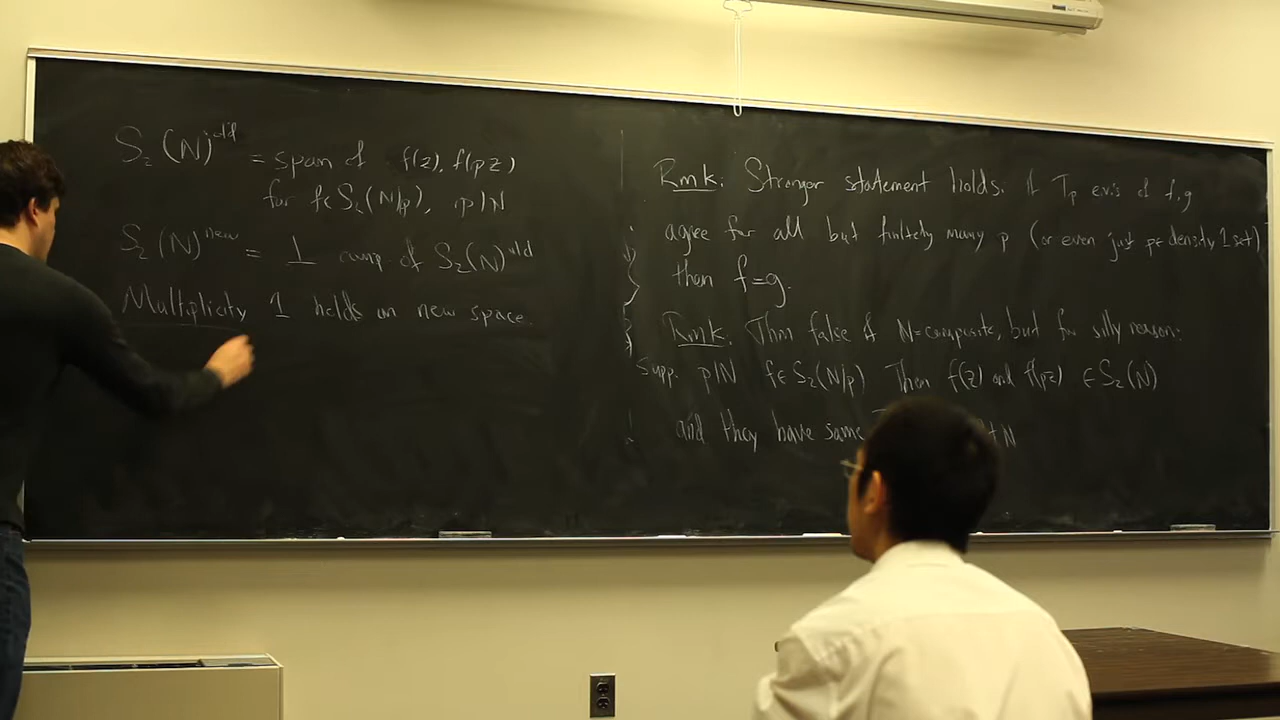 S₂(N)^old = span of f(z), f(pz)
for f∈S₂(N/p), p|N
S₂(N)^new = ⊥ comp of S₂(N)^old
Multiplicity 1 holds on new space.
Rmk: Stronger statement holds: if Tp evs of f,g
agree for all but finitely many p (or even just p∈density 1 set)
then f=g.
Rmk: Thm false if N=composite, but for silly reason:
Supp. p|N f∈S₂(N/p) Then f(z) and f(pz) ∈S₂(N)
and they have same